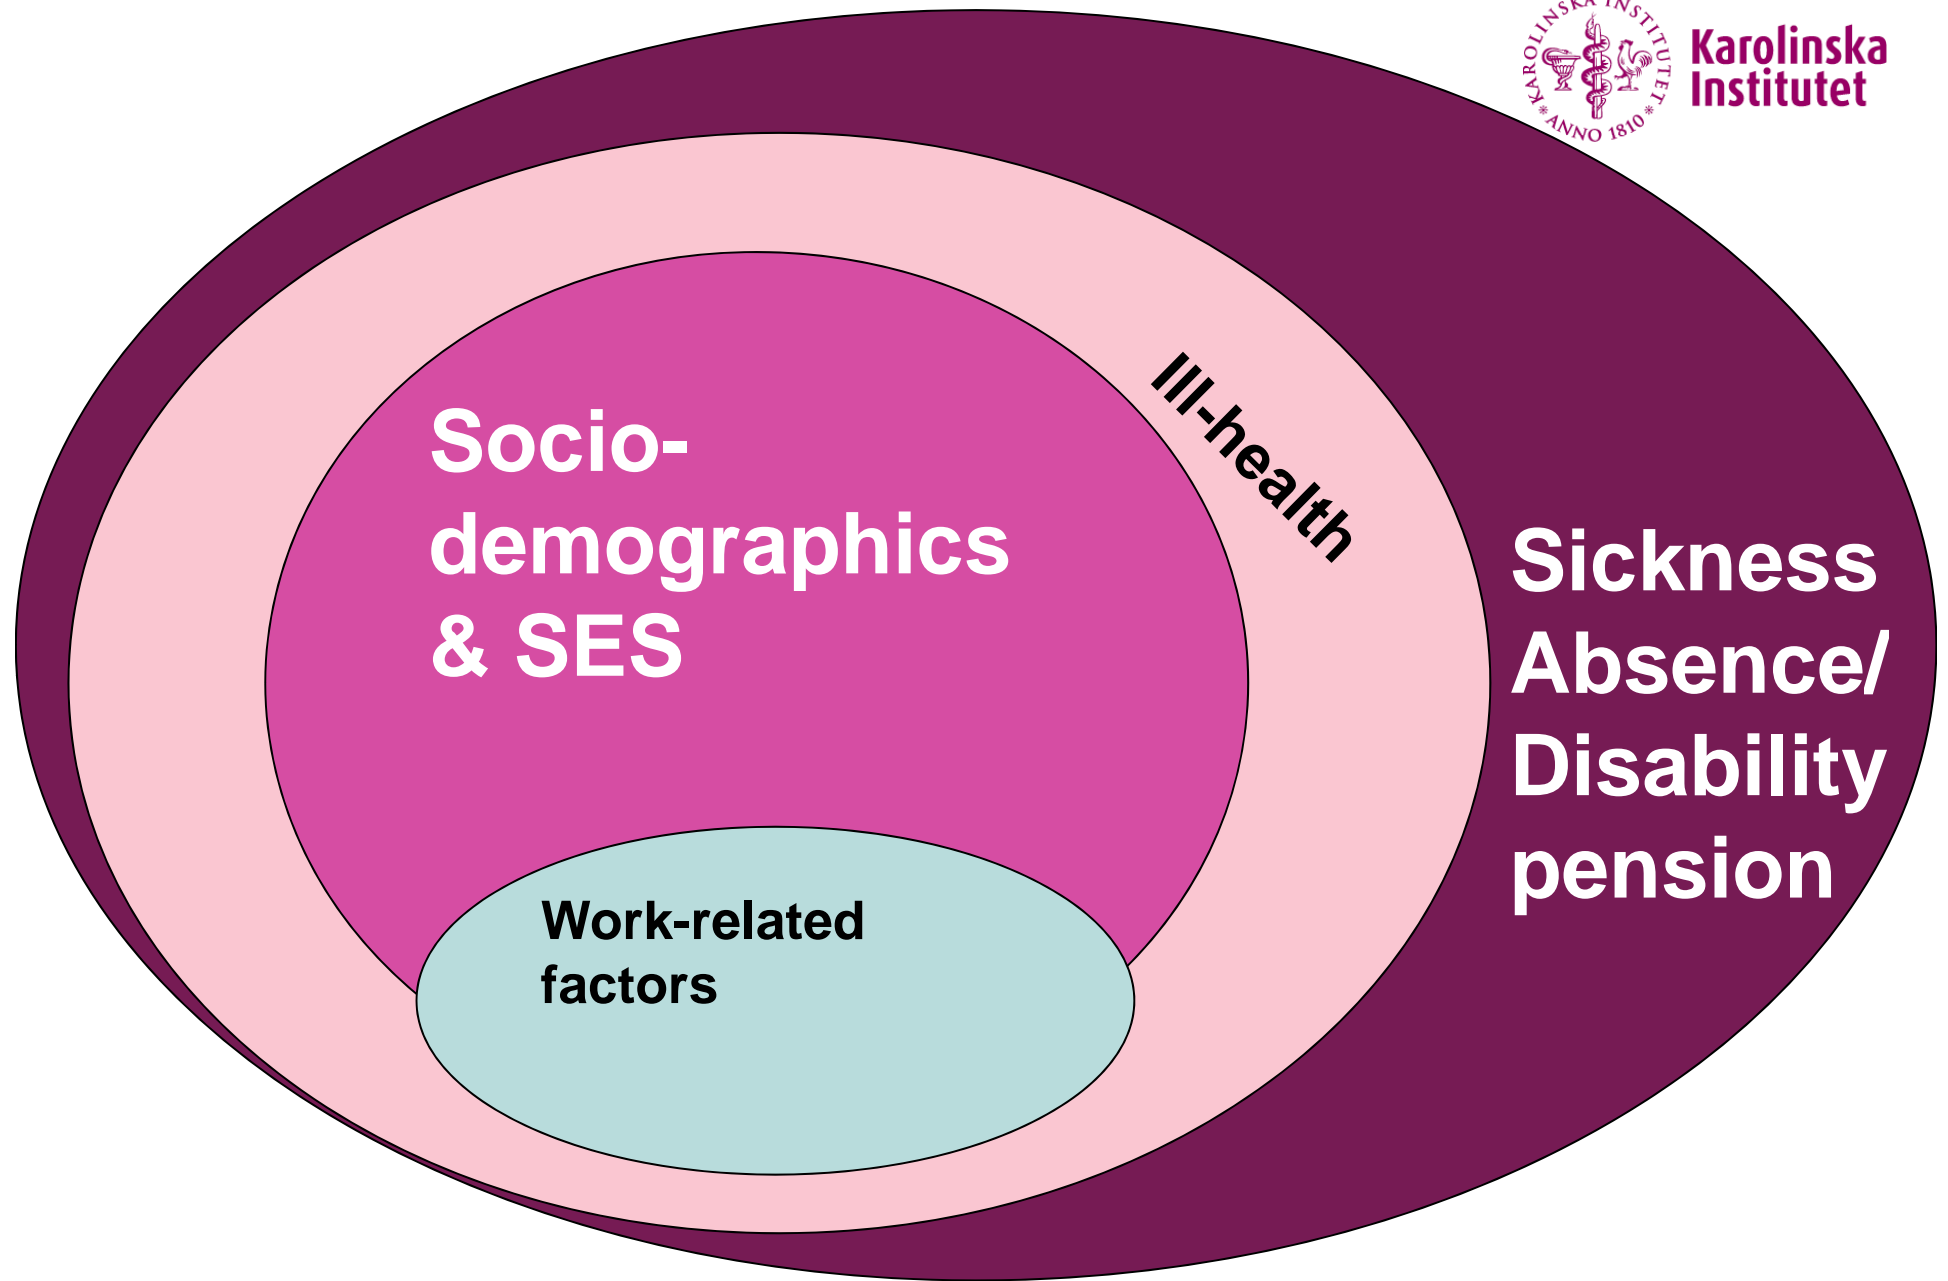 KAROLINSKA INSTITUTET
ANNO 1810
Karolinska
Institutet
Socio-
demographics
& SES
Ill-health
Sickness
Absence/
Disability
pension
Work-related
factors